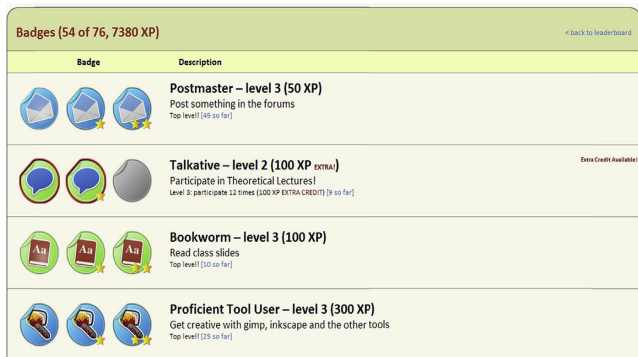 Badges (54 of 76, 7380 XP)
< back to leaderboard
Badge Description
Postmaster – level 3 (50 XP)
Post something in the forums
Top level! [49 so far]
Talkative – level 2 (100 XP EXTRA!)
Extra Credit Available!
Participate in Theoretical Lectures!
Level 3: participate 12 times (100 XP EXTRA CREDIT) [9 so far]
Aa Aa Aa
Bookworm – level 3 (100 XP)
Read class slides
Top level! [10 so far]
Proficient Tool User – level 3 (300 XP)
Get creative with gimp, inkscape and the other tools
Top level! [25 so far]